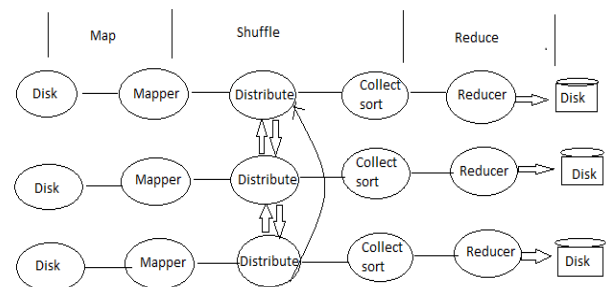 Map
Shuffle
Reduce
Disk
Mapper
Distribute
Collect
sort
Reducer
Disk
Disk
Mapper
Distribute
Collect
sort
Reducer
Disk
Disk
Mapper
Distribute
Collect
sort
Reducer
Disk